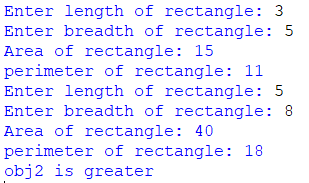 Enter length of rectangle: 3
Enter breadth of rectangle: 5
Area of rectangle: 15
perimeter of rectangle: 11
Enter length of rectangle: 5
Enter breadth of rectangle: 8
Area of rectangle: 40
perimeter of rectangle: 18
obj2 is greater